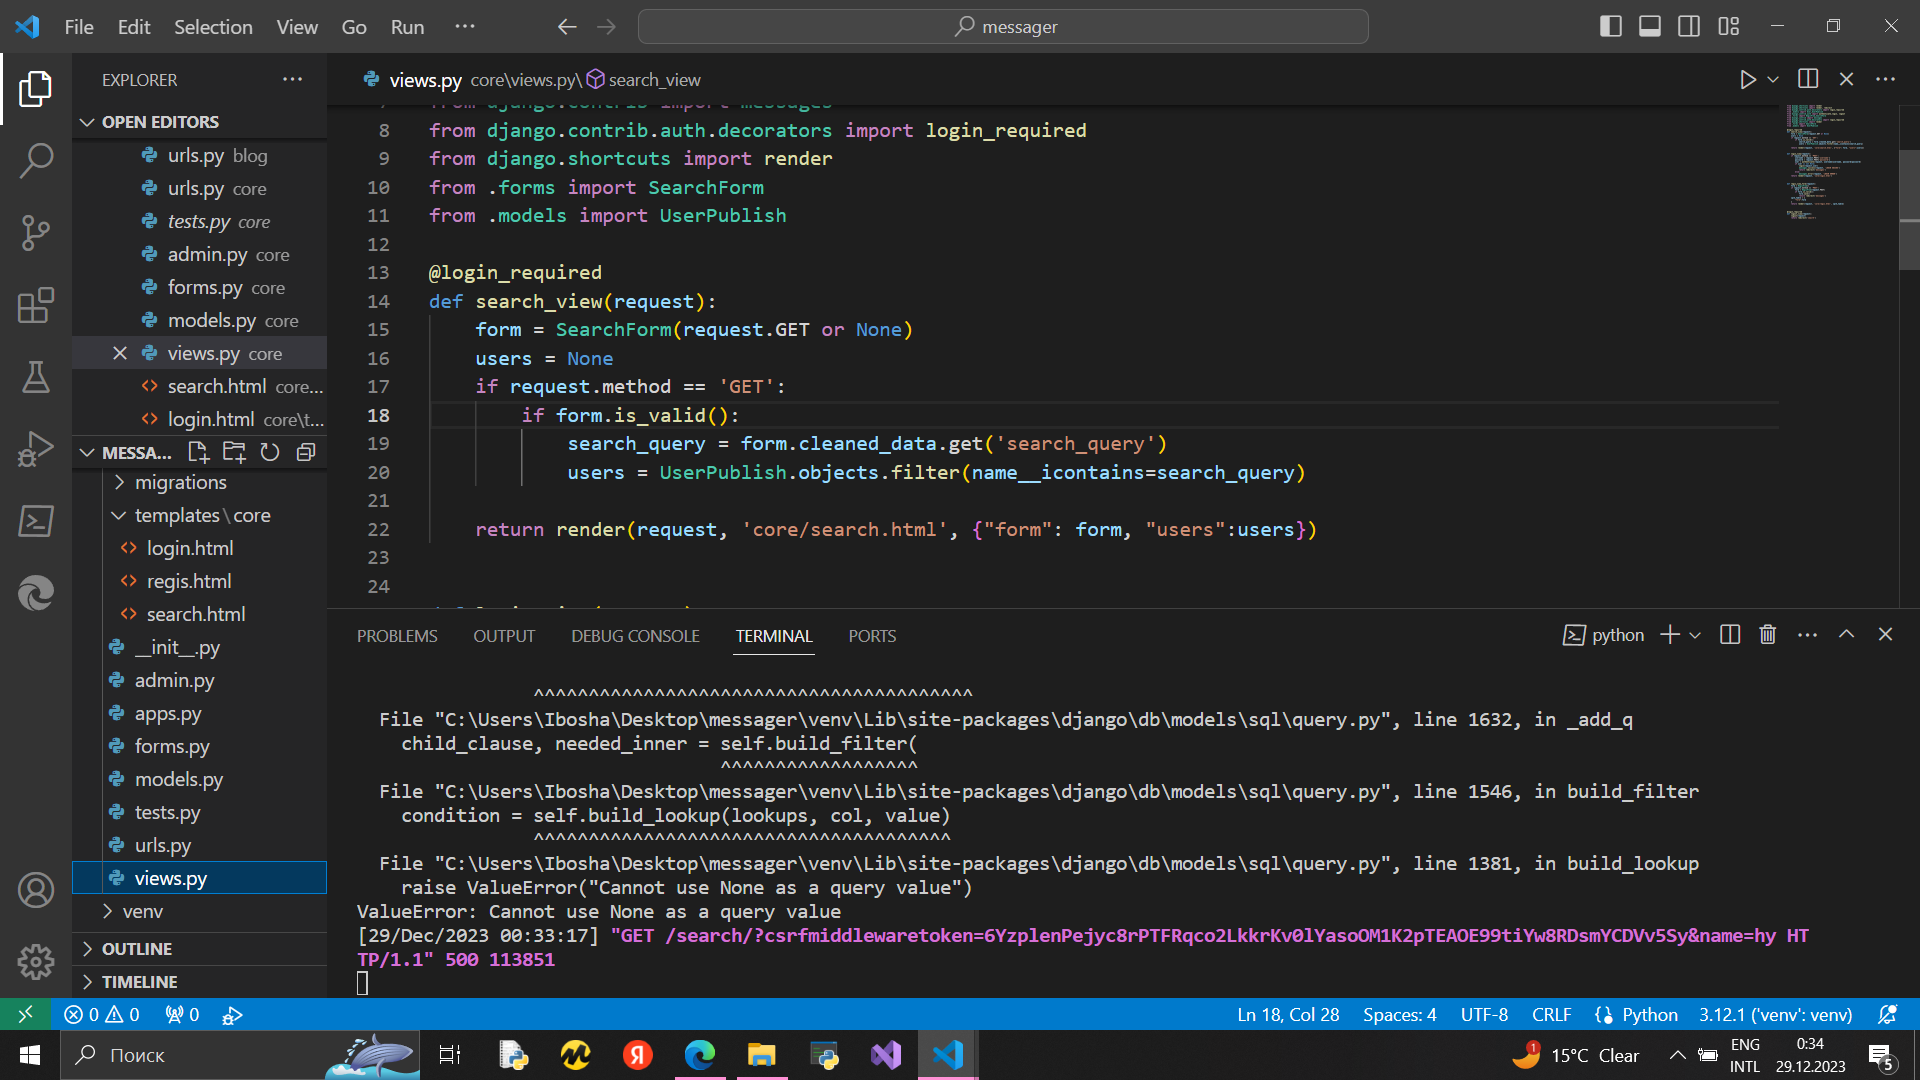 File Edit Selection View Go Run ··· messager
EXPLORER ···
OPEN EDITORS
urls.py blog
urls.py core
tests.py core
admin.py core
forms.py core
models.py core
views.py core
search.html core...
login.html core\t...
MESSA...
migrations
templates\core
login.html
regis.html
search.html
__init__.py
admin.py
apps.py
forms.py
models.py
tests.py
urls.py
views.py
venv
OUTLINE
TIMELINE
views.py core\views.py\ search_view
7 from django.contrib import messages
8 from django.contrib.auth.decorators import login_required
9 from django.shortcuts import render
10 from .forms import SearchForm
11 from .models import UserPublish
12
13 @login_required
14 def search_view(request):
15 form = SearchForm(request.GET or None)
16 users = None
17 if request.method == 'GET':
18 if form.is_valid():
19 search_query = form.cleaned_data.get('search_query')
20 users = UserPublish.objects.filter(name__icontains=search_query)
21
22 return render(request, 'core/search.html', {"form": form, "users":users})
23
24
PROBLEMS OUTPUT DEBUG CONSOLE TERMINAL PORTS python
^^^^^^^^^^^^^^^^^^^^^^^^^^^^^^^^^^^^^^^^
File "C:\Users\Ibosha\Desktop\messager\venv\Lib\site-packages\django\db\models\sql\query.py", line 1632, in _add_q
child_clause, needed_inner = self.build_filter(
^^^^^^^^^^^^^^^^^^
File "C:\Users\Ibosha\Desktop\messager\venv\Lib\site-packages\django\db\models\sql\query.py", line 1546, in build_filter
condition = self.build_lookup(lookups, col, value)
^^^^^^^^^^^^^^^^^^^^^^^^^^^^^^^^^^^^^^
File "C:\Users\Ibosha\Desktop\messager\venv\Lib\site-packages\django\db\models\sql\query.py", line 1381, in build_lookup
raise ValueError("Cannot use None as a query value")
ValueError: Cannot use None as a query value
[29/Dec/2023 00:33:17] "GET /search/?csrfmiddlewaretoken=6YzplenPejyc8rPTFRqco2LkkrKv0lYasoOM1K2pTEAOE99tiYw8RDsmYCDVv5Sy&name=hy HT
TP/1.1" 500 113851
0 0 0 Ln 18, Col 28 Spaces: 4 UTF-8 CRLF Python 3.12.1 ('venv': venv)
Поиск Я 1 15°C Clear ENG 0:34
INTL 29.12.2023 5